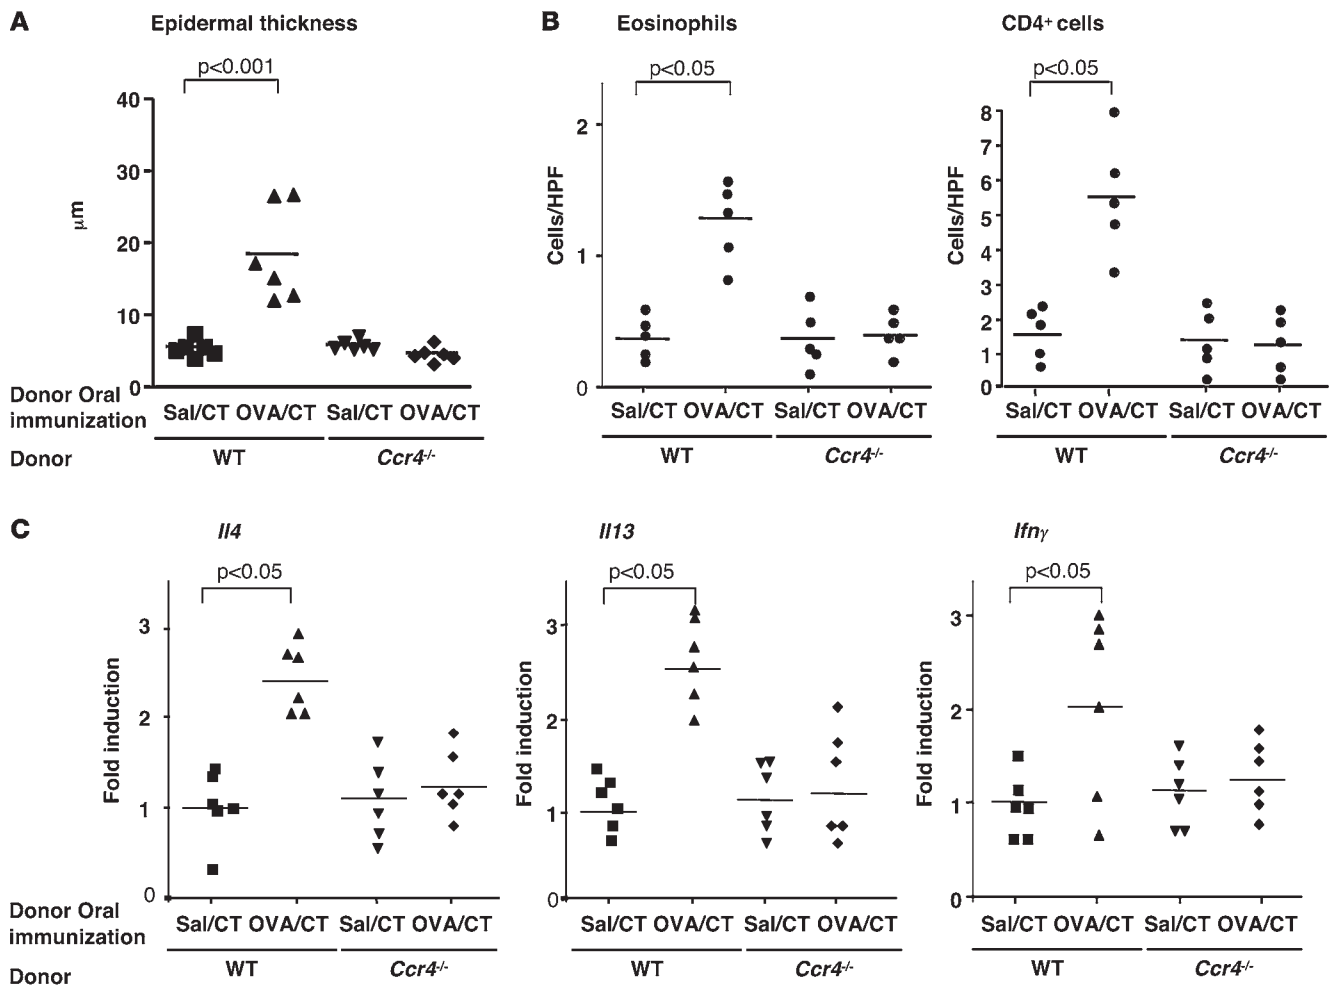 A
Epidermal thickness
p<0.001
40
30
μm
20
10
0
Donor Oral
immunization
Sal/CT OVA/CT Sal/CT OVA/CT
Donor
WT
Ccr4-/-
B
Eosinophils
p<0.05
2
Cells/HPF
1
0
Sal/CT OVA/CT Sal/CT OVA/CT
WT
Ccr4-/-
CD4+ cells
p<0.05
8
7
6
Cells/HPF
5
4
3
2
1
0
Sal/CT OVA/CT Sal/CT OVA/CT
WT
Ccr4-/-
C
Il4
p<0.05
3
Fold induction
2
1
0
Donor Oral
immunization
Sal/CT OVA/CT Sal/CT OVA/CT
Donor
WT
Ccr4-/-
Il13
p<0.05
3
Fold induction
2
1
0
Sal/CT OVA/CT Sal/CT OVA/CT
WT
Ccr4-/-
Ifnγ
p<0.05
3
Fold induction
2
1
0
Sal/CT OVA/CT Sal/CT OVA/CT
WT
Ccr4-/-